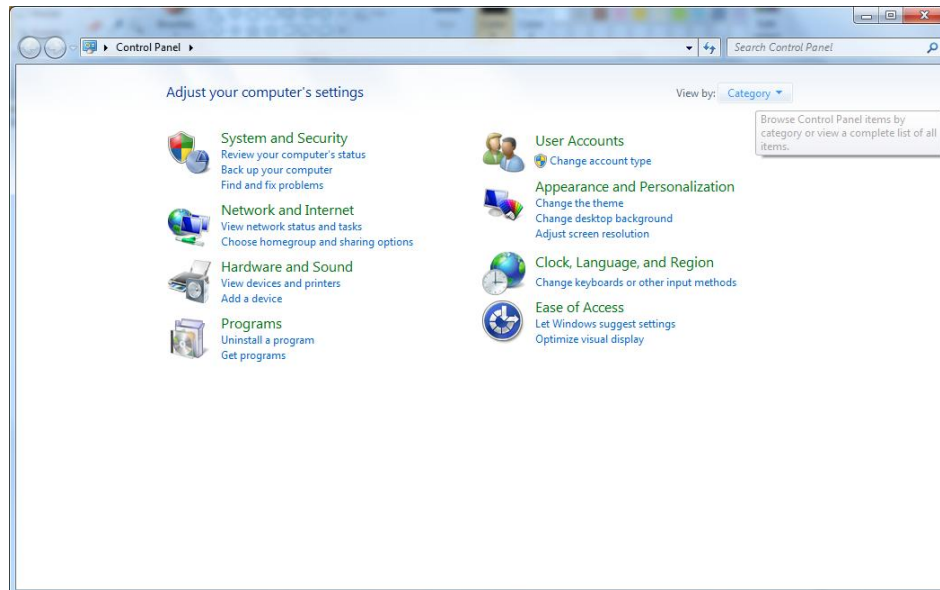 Control Panel
Search Control Panel
Adjust your computer's settings
View by: Category
Browse Control Panel items by
category or view a complete list of all
items.
System and Security
Review your computer's status
Back up your computer
Find and fix problems
Network and Internet
View network status and tasks
Choose homegroup and sharing options
Hardware and Sound
View devices and printers
Add a device
Programs
Uninstall a program
Get programs
User Accounts
Change account type
Appearance and Personalization
Change the theme
Change desktop background
Adjust screen resolution
Clock, Language, and Region
Change keyboards or other input methods
Ease of Access
Let Windows suggest settings
Optimize visual display